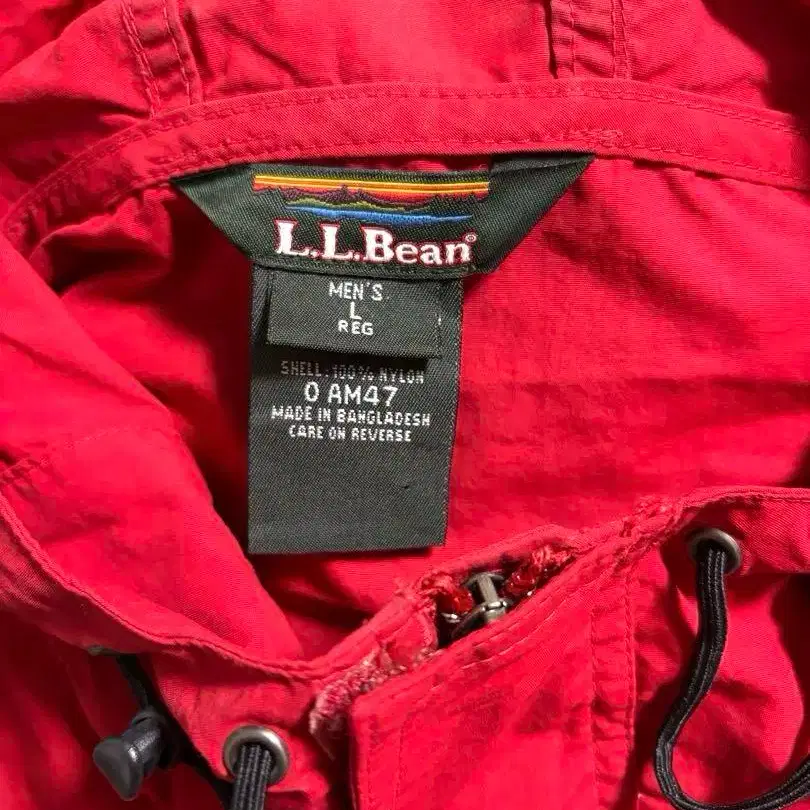 L.L.Bean®
MEN'S
L
REG
SHELL: 100% NYLON
0 AM47
MADE IN BANGLADESH
CARE ON REVERSE